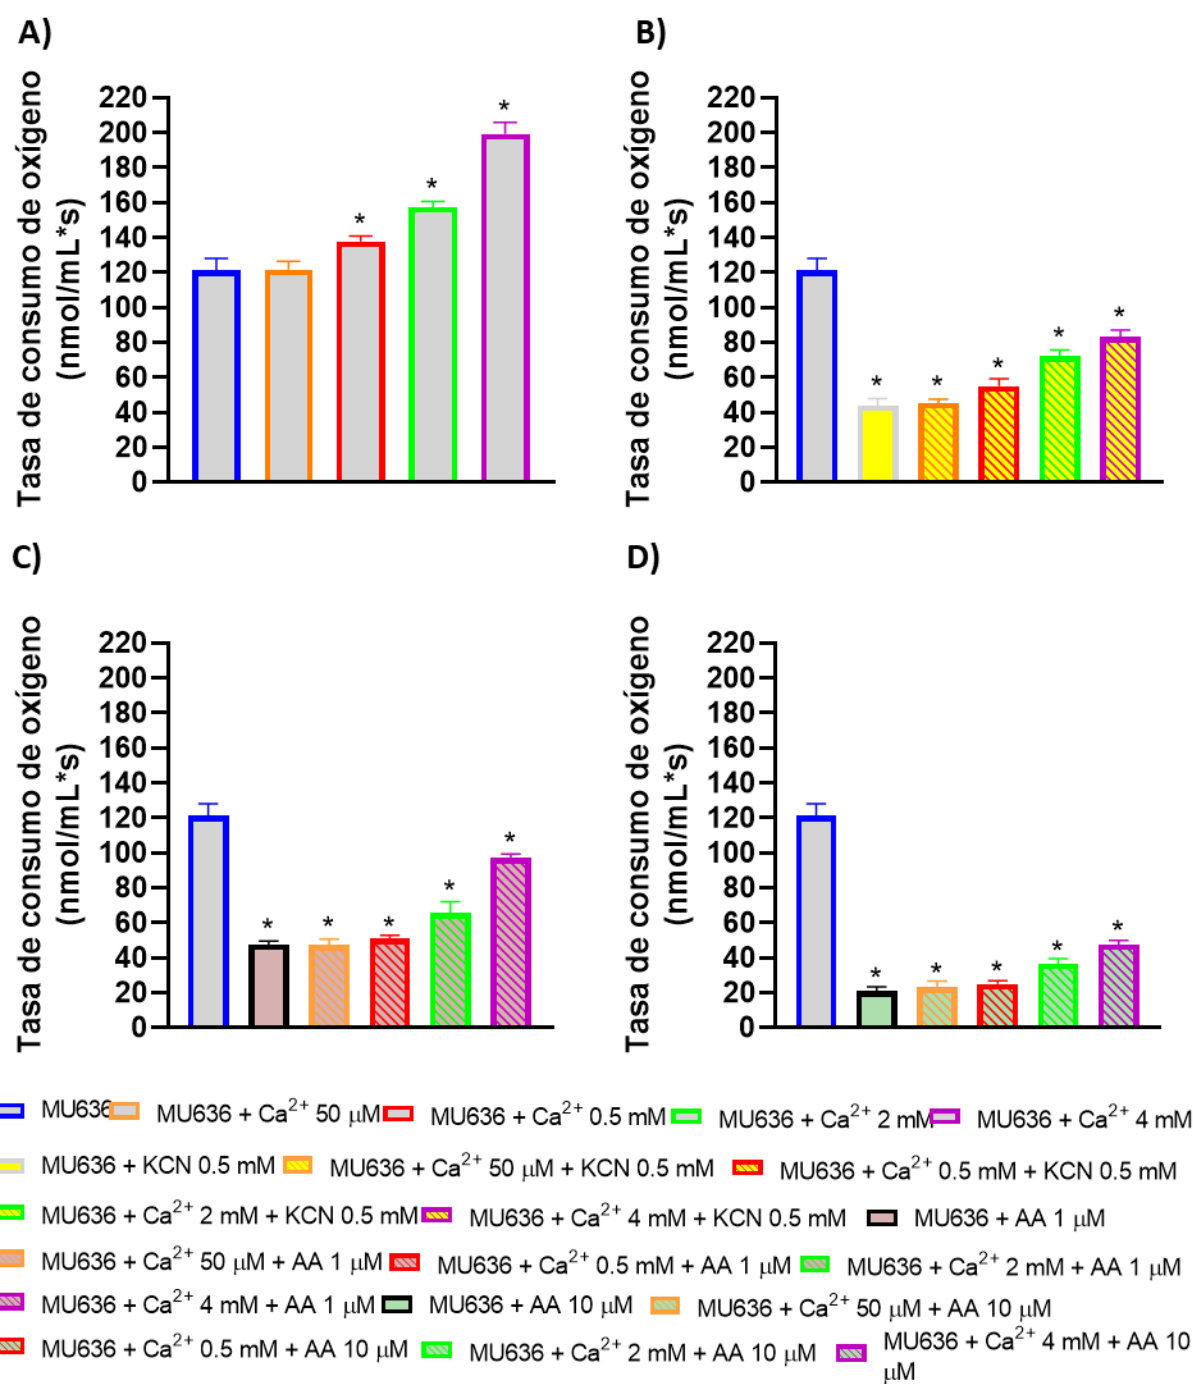 A)
B)
Tasa de consumo de oxígeno
(nmol/mL*s)
220
200
180
160
140
120
100
80
60
40
20
0
* * *
Tasa de consumo de oxígeno
(nmol/mL*s)
220
200
180
160
140
120
100
80
60
40
20
0
* * * * *
C)
D)
Tasa de consumo de oxígeno
(nmol/mL*s)
220
200
180
160
140
120
100
80
60
40
20
0
* * * * *
Tasa de consumo de oxígeno
(nmol/mL*s)
220
200
180
160
140
120
100
80
60
40
20
0
* * * * *
MU636 MU636 + Ca²⁺ 50 μM MU636 + Ca²⁺ 0.5 mM MU636 + Ca²⁺ 2 mM MU636 + Ca²⁺ 4 mM
MU636 + KCN 0.5 mM MU636 + Ca²⁺ 50 μM + KCN 0.5 mM MU636 + Ca²⁺ 0.5 mM + KCN 0.5 mM
MU636 + Ca²⁺ 2 mM + KCN 0.5 mM MU636 + Ca²⁺ 4 mM + KCN 0.5 mM MU636 + AA 1 μM
MU636 + Ca²⁺ 50 μM + AA 1 μM MU636 + Ca²⁺ 0.5 mM + AA 1 μM MU636 + Ca²⁺ 2 mM + AA 1 μM
MU636 + Ca²⁺ 4 mM + AA 1 μM MU636 + AA 10 μM MU636 + Ca²⁺ 50 μM + AA 10 μM
MU636 + Ca²⁺ 0.5 mM + AA 10 μM MU636 + Ca²⁺ 2 mM + AA 10 μM MU636 + Ca²⁺ 4 mM + AA 10
μM